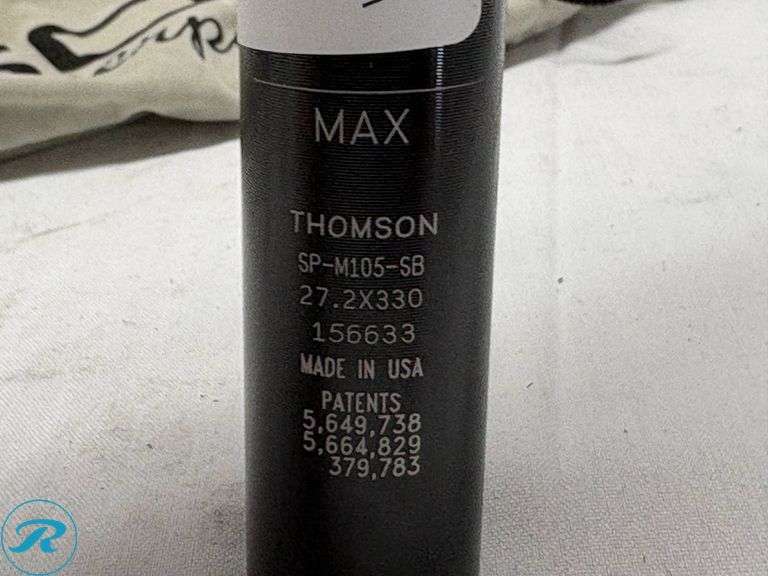 MAX
THOMSON
SP-M105-SB
27.2X330
156633
MADE IN USA
PATENTS
5,649,738
5,664,829
379,783
R